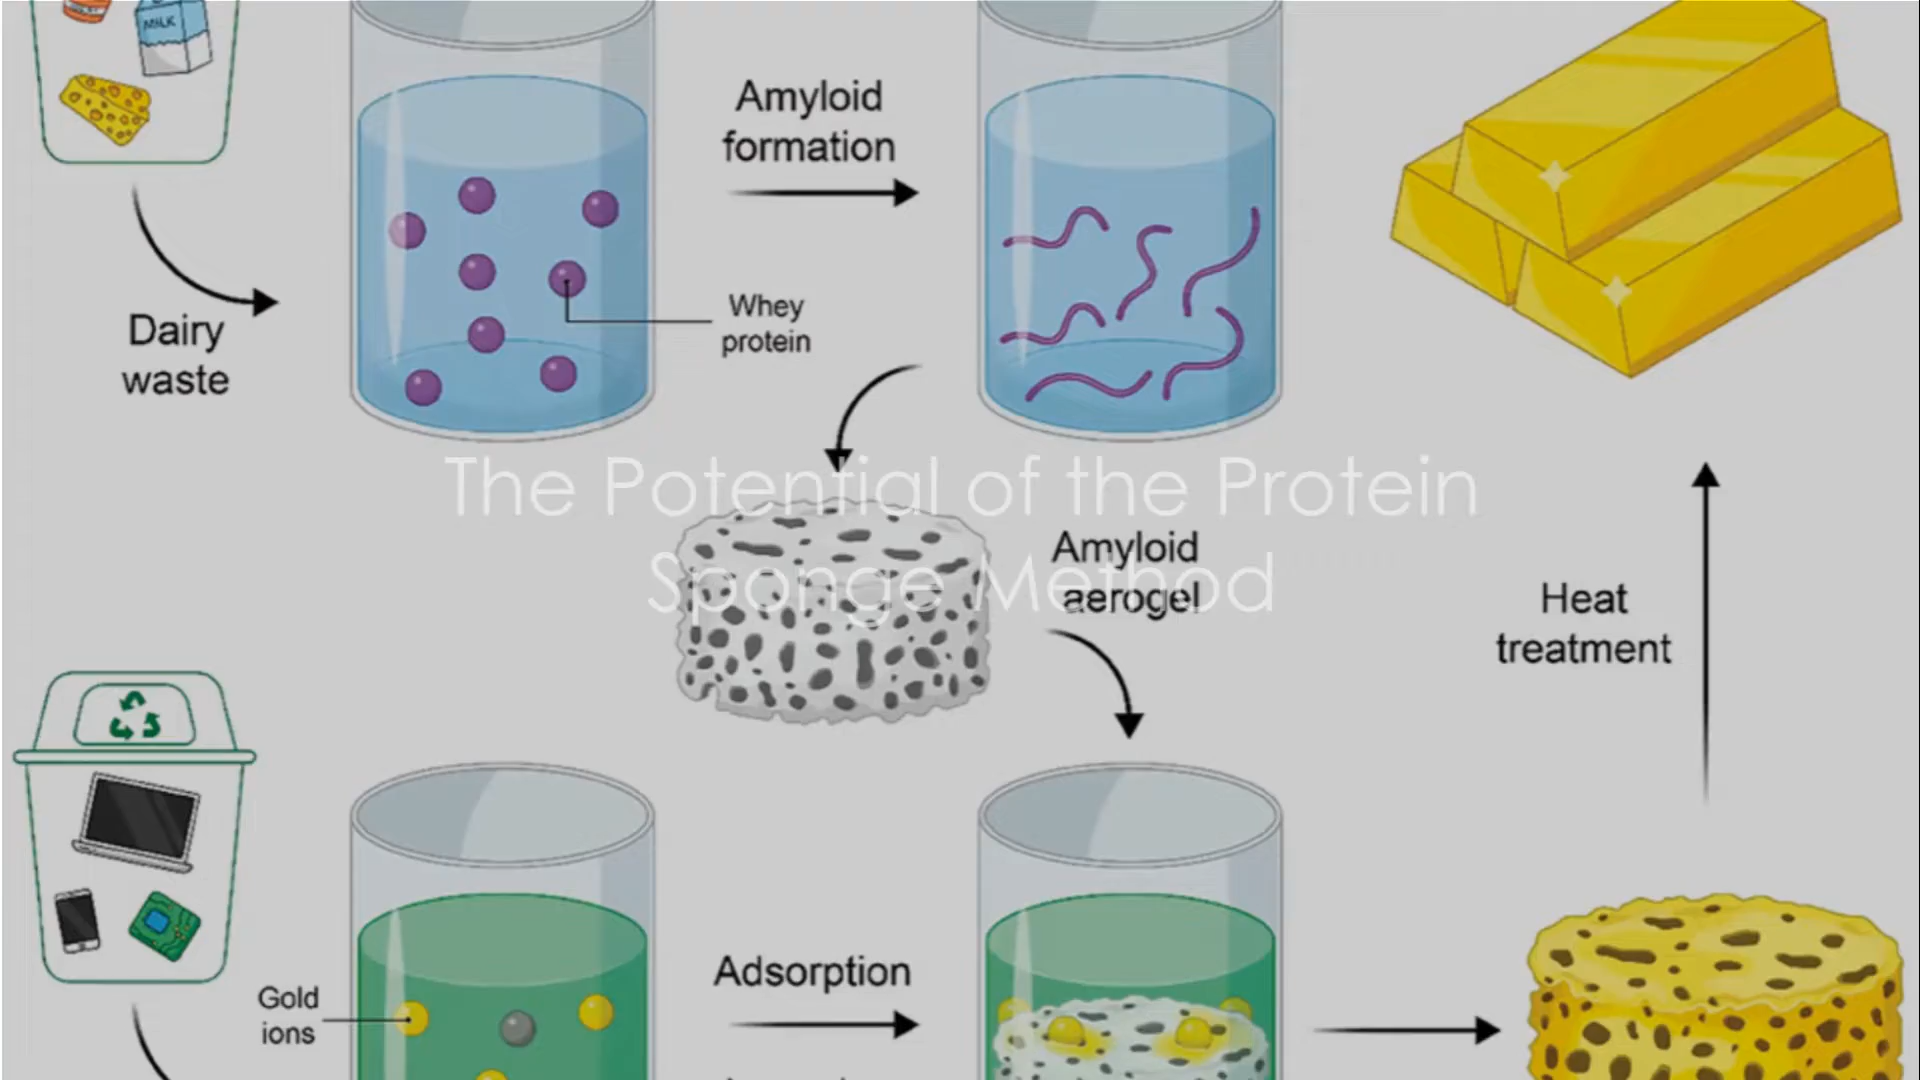 MILK
Amyloid
formation
Dairy
waste
Whey
protein
The Potential of the Protein
Sponge Method
Amyloid
aerogel
Heat
treatment
Adsorption
Gold
ions